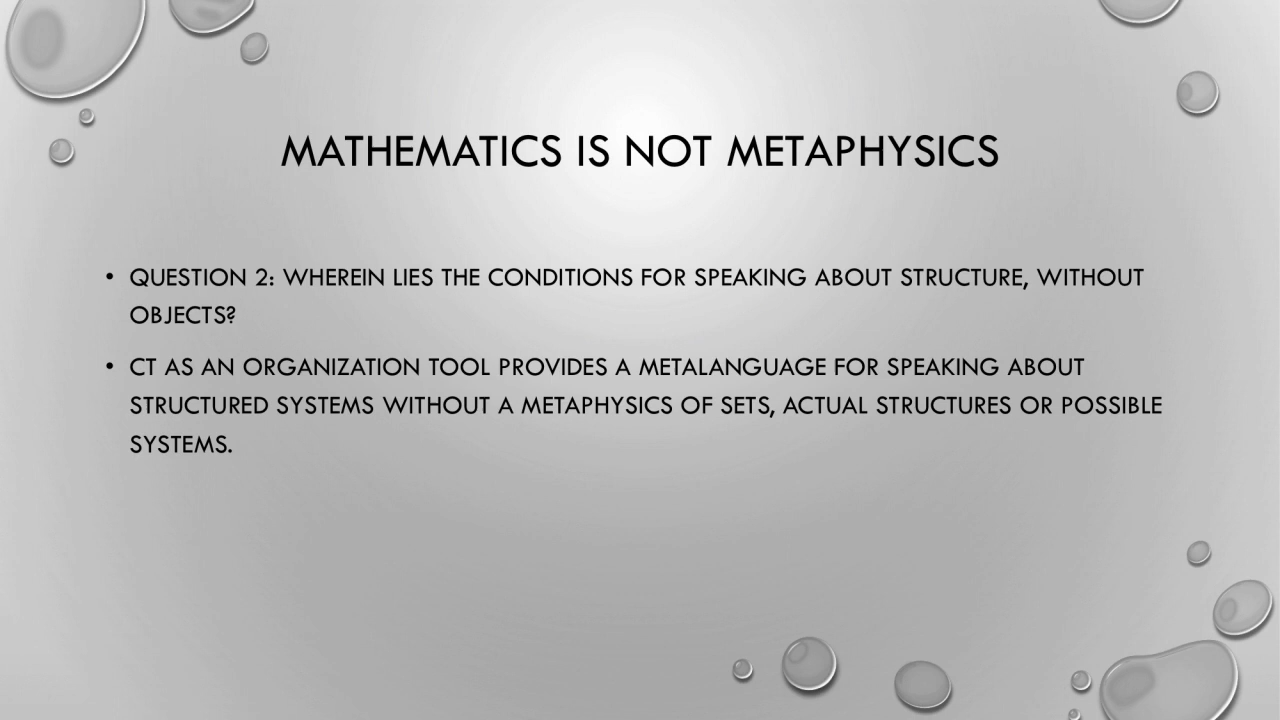 MATHEMATICS IS NOT METAPHYSICS
• QUESTION 2: WHEREIN LIES THE CONDITIONS FOR SPEAKING ABOUT STRUCTURE, WITHOUT
OBJECTS?
• CT AS AN ORGANIZATION TOOL PROVIDES A METALANGUAGE FOR SPEAKING ABOUT
STRUCTURED SYSTEMS WITHOUT A METAPHYSICS OF SETS, ACTUAL STRUCTURES OR POSSIBLE
SYSTEMS.